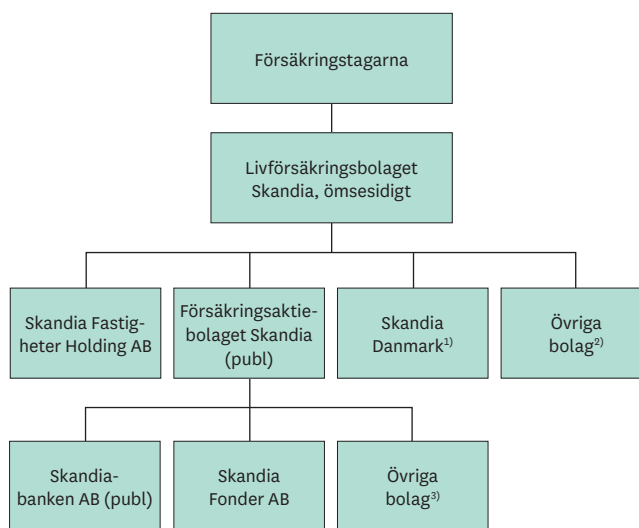 Försäkringstagarna
Livförsäkringsbolaget
Skandia, ömsesidigt
Skandia Fastig-
heter Holding AB
Försäkringsaktie-
bolaget Skandia
(publ)
Skandia
Danmark¹⁾
Övriga
bolag²⁾
Skandia-
banken AB (publ)
Skandia
Fonder AB
Övriga
bolag³⁾